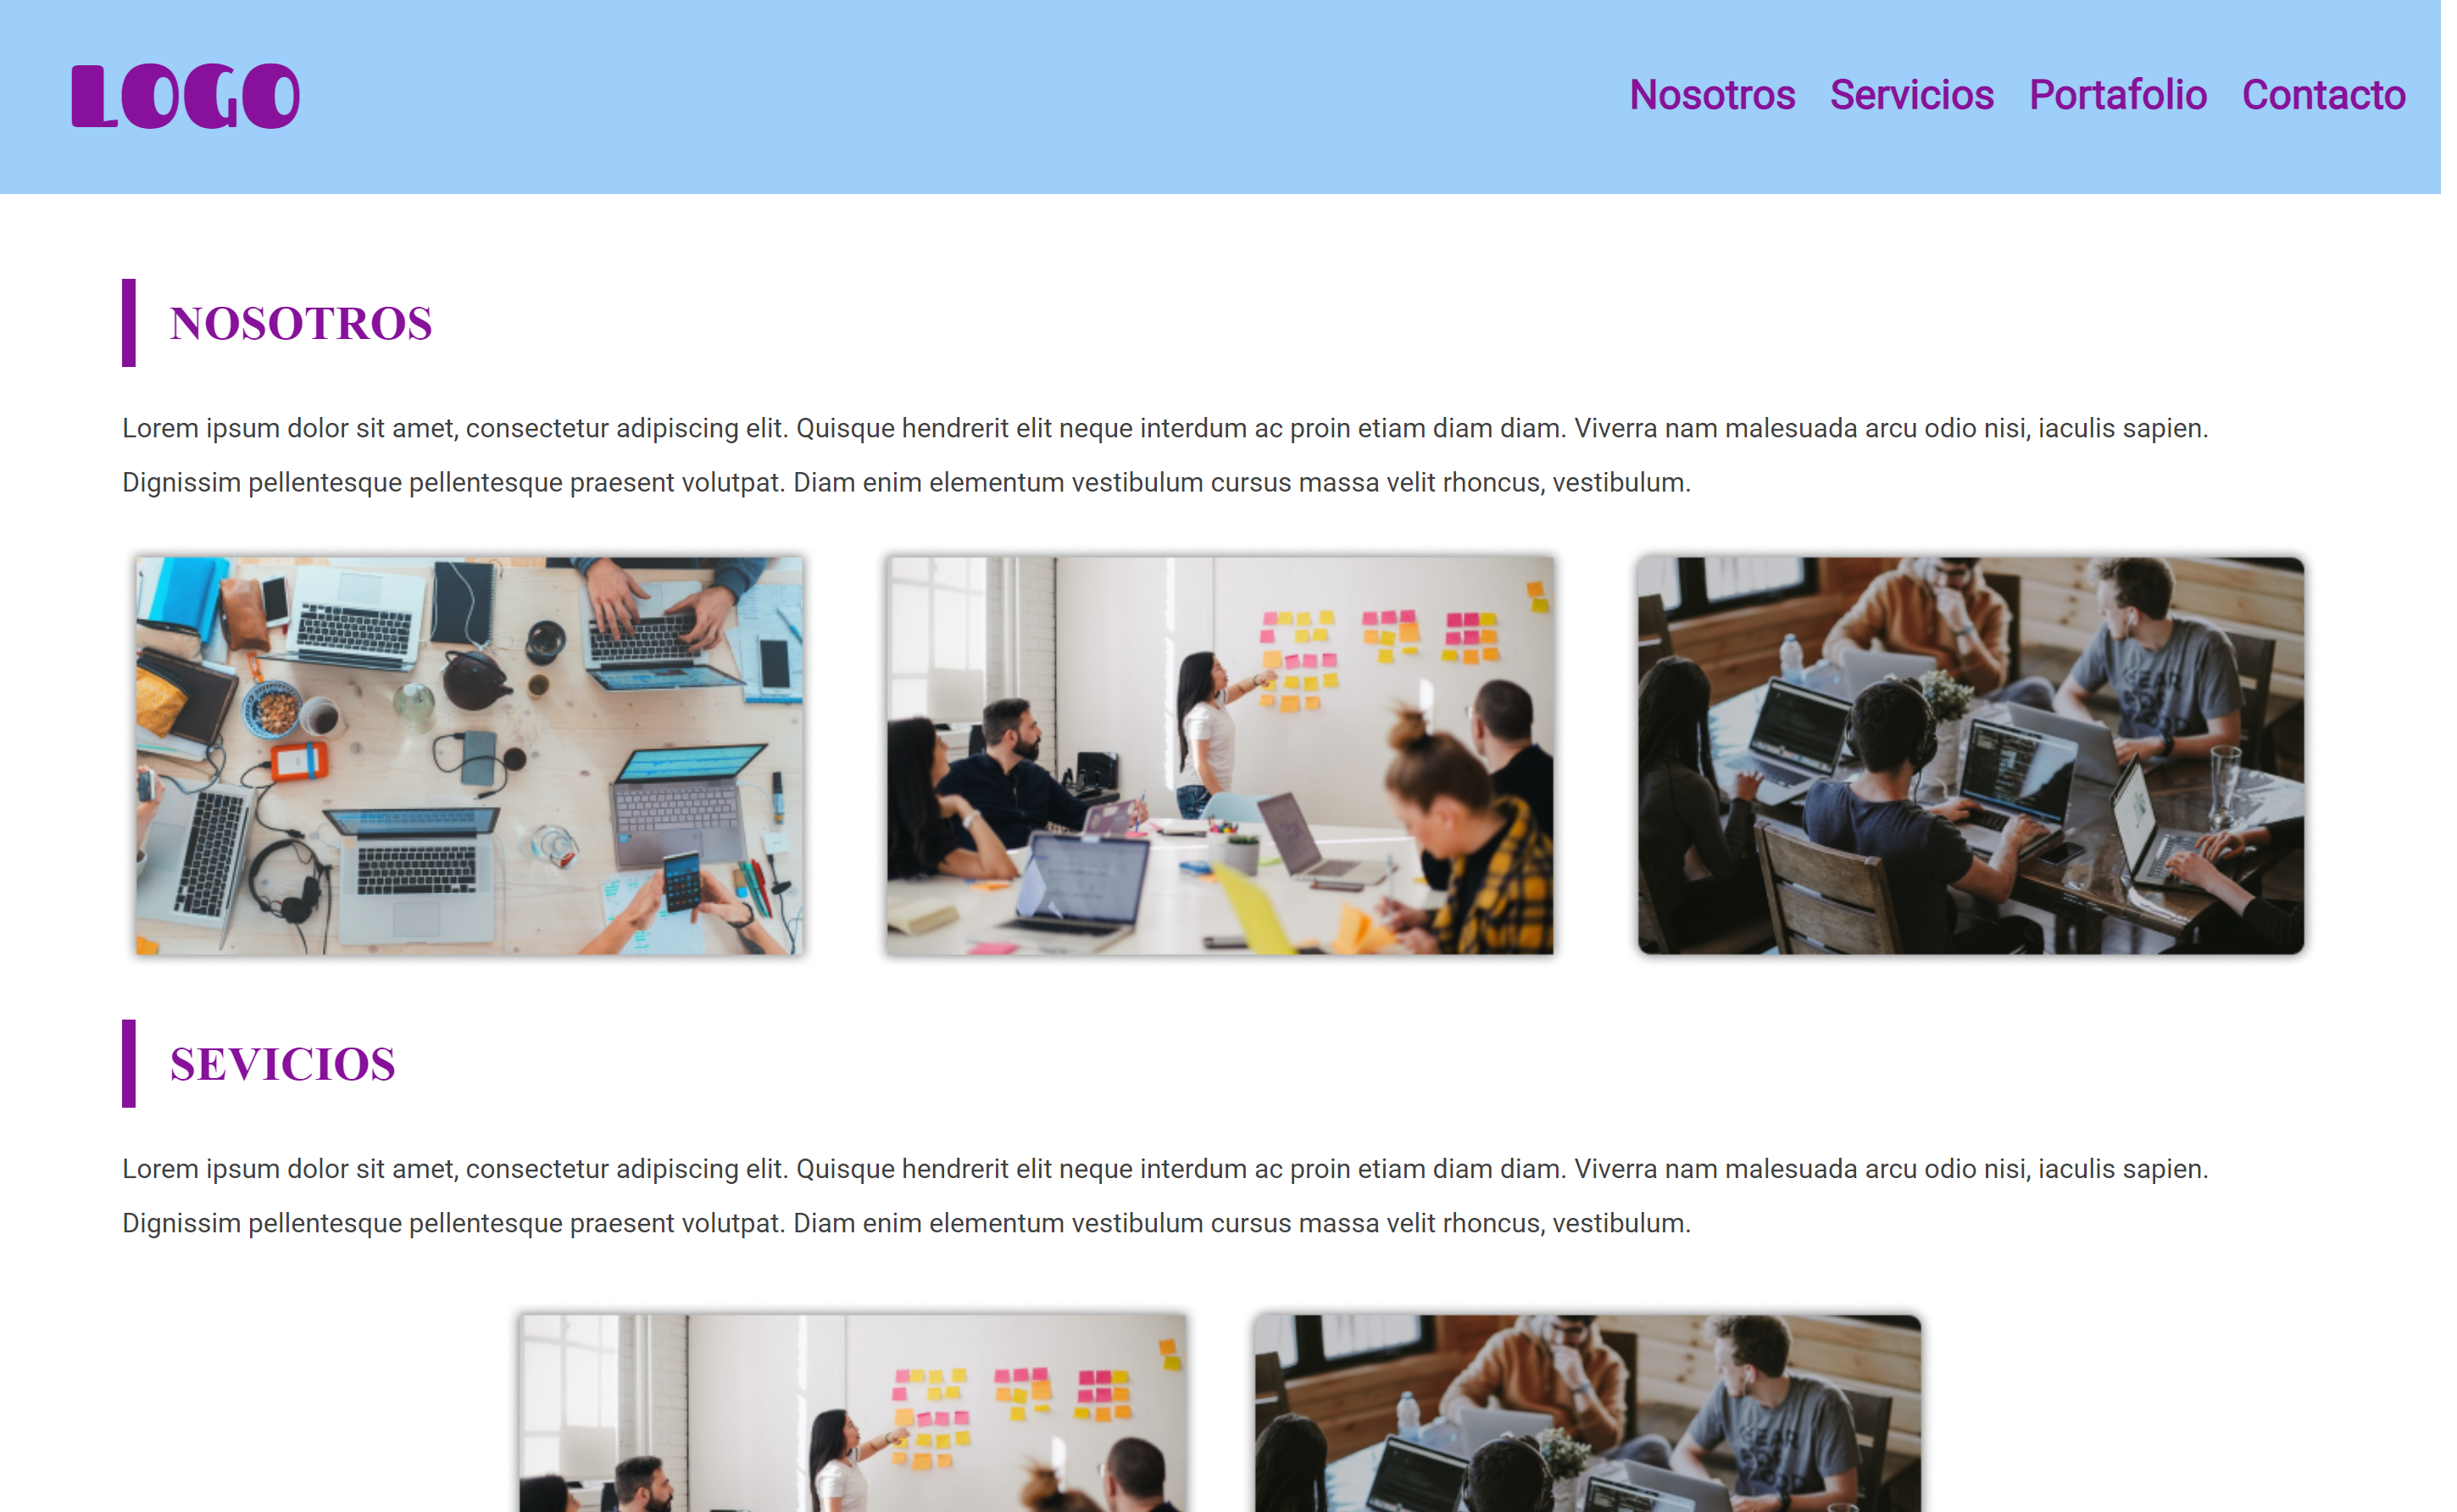 LOGO
Nosotros Servicios Portafolio Contacto
NOSOTROS
Lorem ipsum dolor sit amet, consectetur adipiscing elit. Quisque hendrerit elit neque interdum ac proin etiam diam diam. Viverra nam malesuada arcu odio nisi, iaculis sapien.
Dignissim pellentesque pellentesque praesent volutpat. Diam enim elementum vestibulum cursus massa velit rhoncus, vestibulum.
SEVICIOS
Lorem ipsum dolor sit amet, consectetur adipiscing elit. Quisque hendrerit elit neque interdum ac proin etiam diam diam. Viverra nam malesuada arcu odio nisi, iaculis sapien.
Dignissim pellentesque pellentesque praesent volutpat. Diam enim elementum vestibulum cursus massa velit rhoncus, vestibulum.